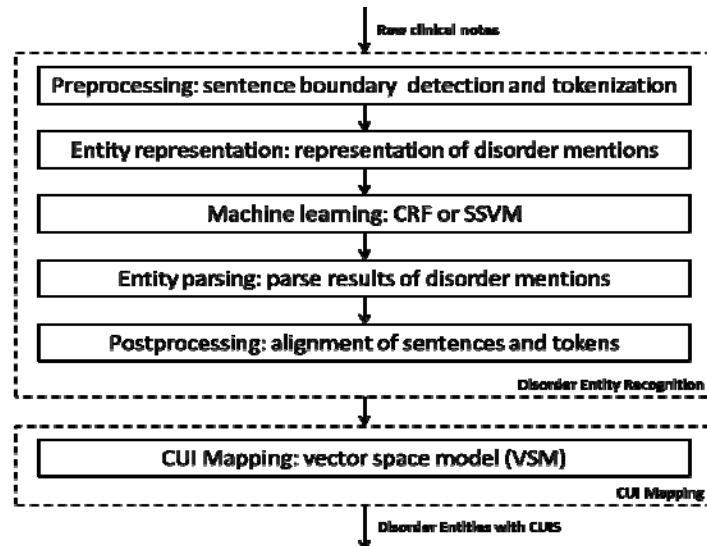 Raw clinical notes
Preprocessing: sentence boundary detection and tokenization
Entity representation: representation of disorder mentions
Machine learning: CRF or SSVM
Entity parsing: parse results of disorder mentions
Postprocessing: alignment of sentences and tokens
Disorder Entity Recognition
CUI Mapping: vector space model (VSM)
CUI Mapping
Disorder Entities with CUIS